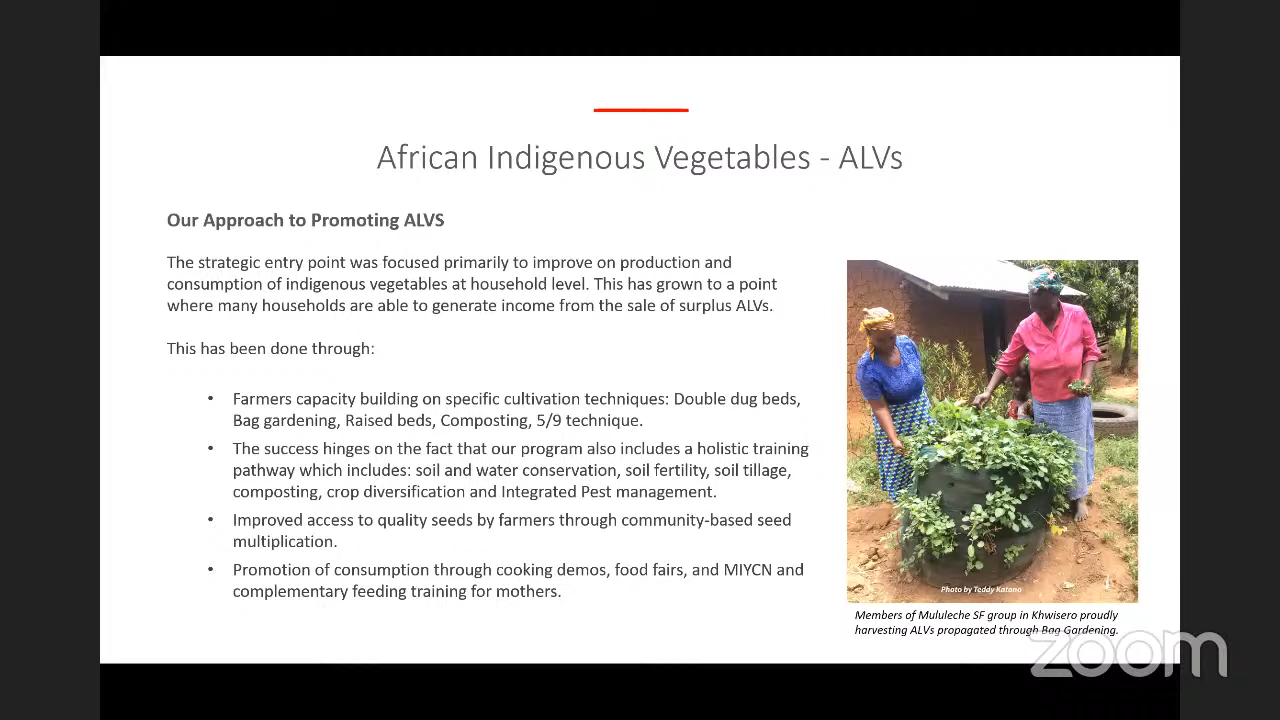 African Indigenous Vegetables - ALVs
Our Approach to Promoting ALVS
The strategic entry point was focused primarily to improve on production and
consumption of indigenous vegetables at household level. This has grown to a point
where many households are able to generate income from the sale of surplus ALVs.
This has been done through:
• Farmers capacity building on specific cultivation techniques: Double dug beds,
Bag gardening, Raised beds, Composting, 5/9 technique.
• The success hinges on the fact that our program also includes a holistic training
pathway which includes: soil and water conservation, soil fertility, soil tillage,
composting, crop diversification and Integrated Pest management.
• Improved access to quality seeds by farmers through community-based seed
multiplication.
• Promotion of consumption through cooking demos, food fairs, and MIYCN and
complementary feeding training for mothers.
Photo by Teddy Katono
Members of Mululeche SF group in Khwisero proudly
harvesting ALVs propagated through Bag Gardening.
zoom